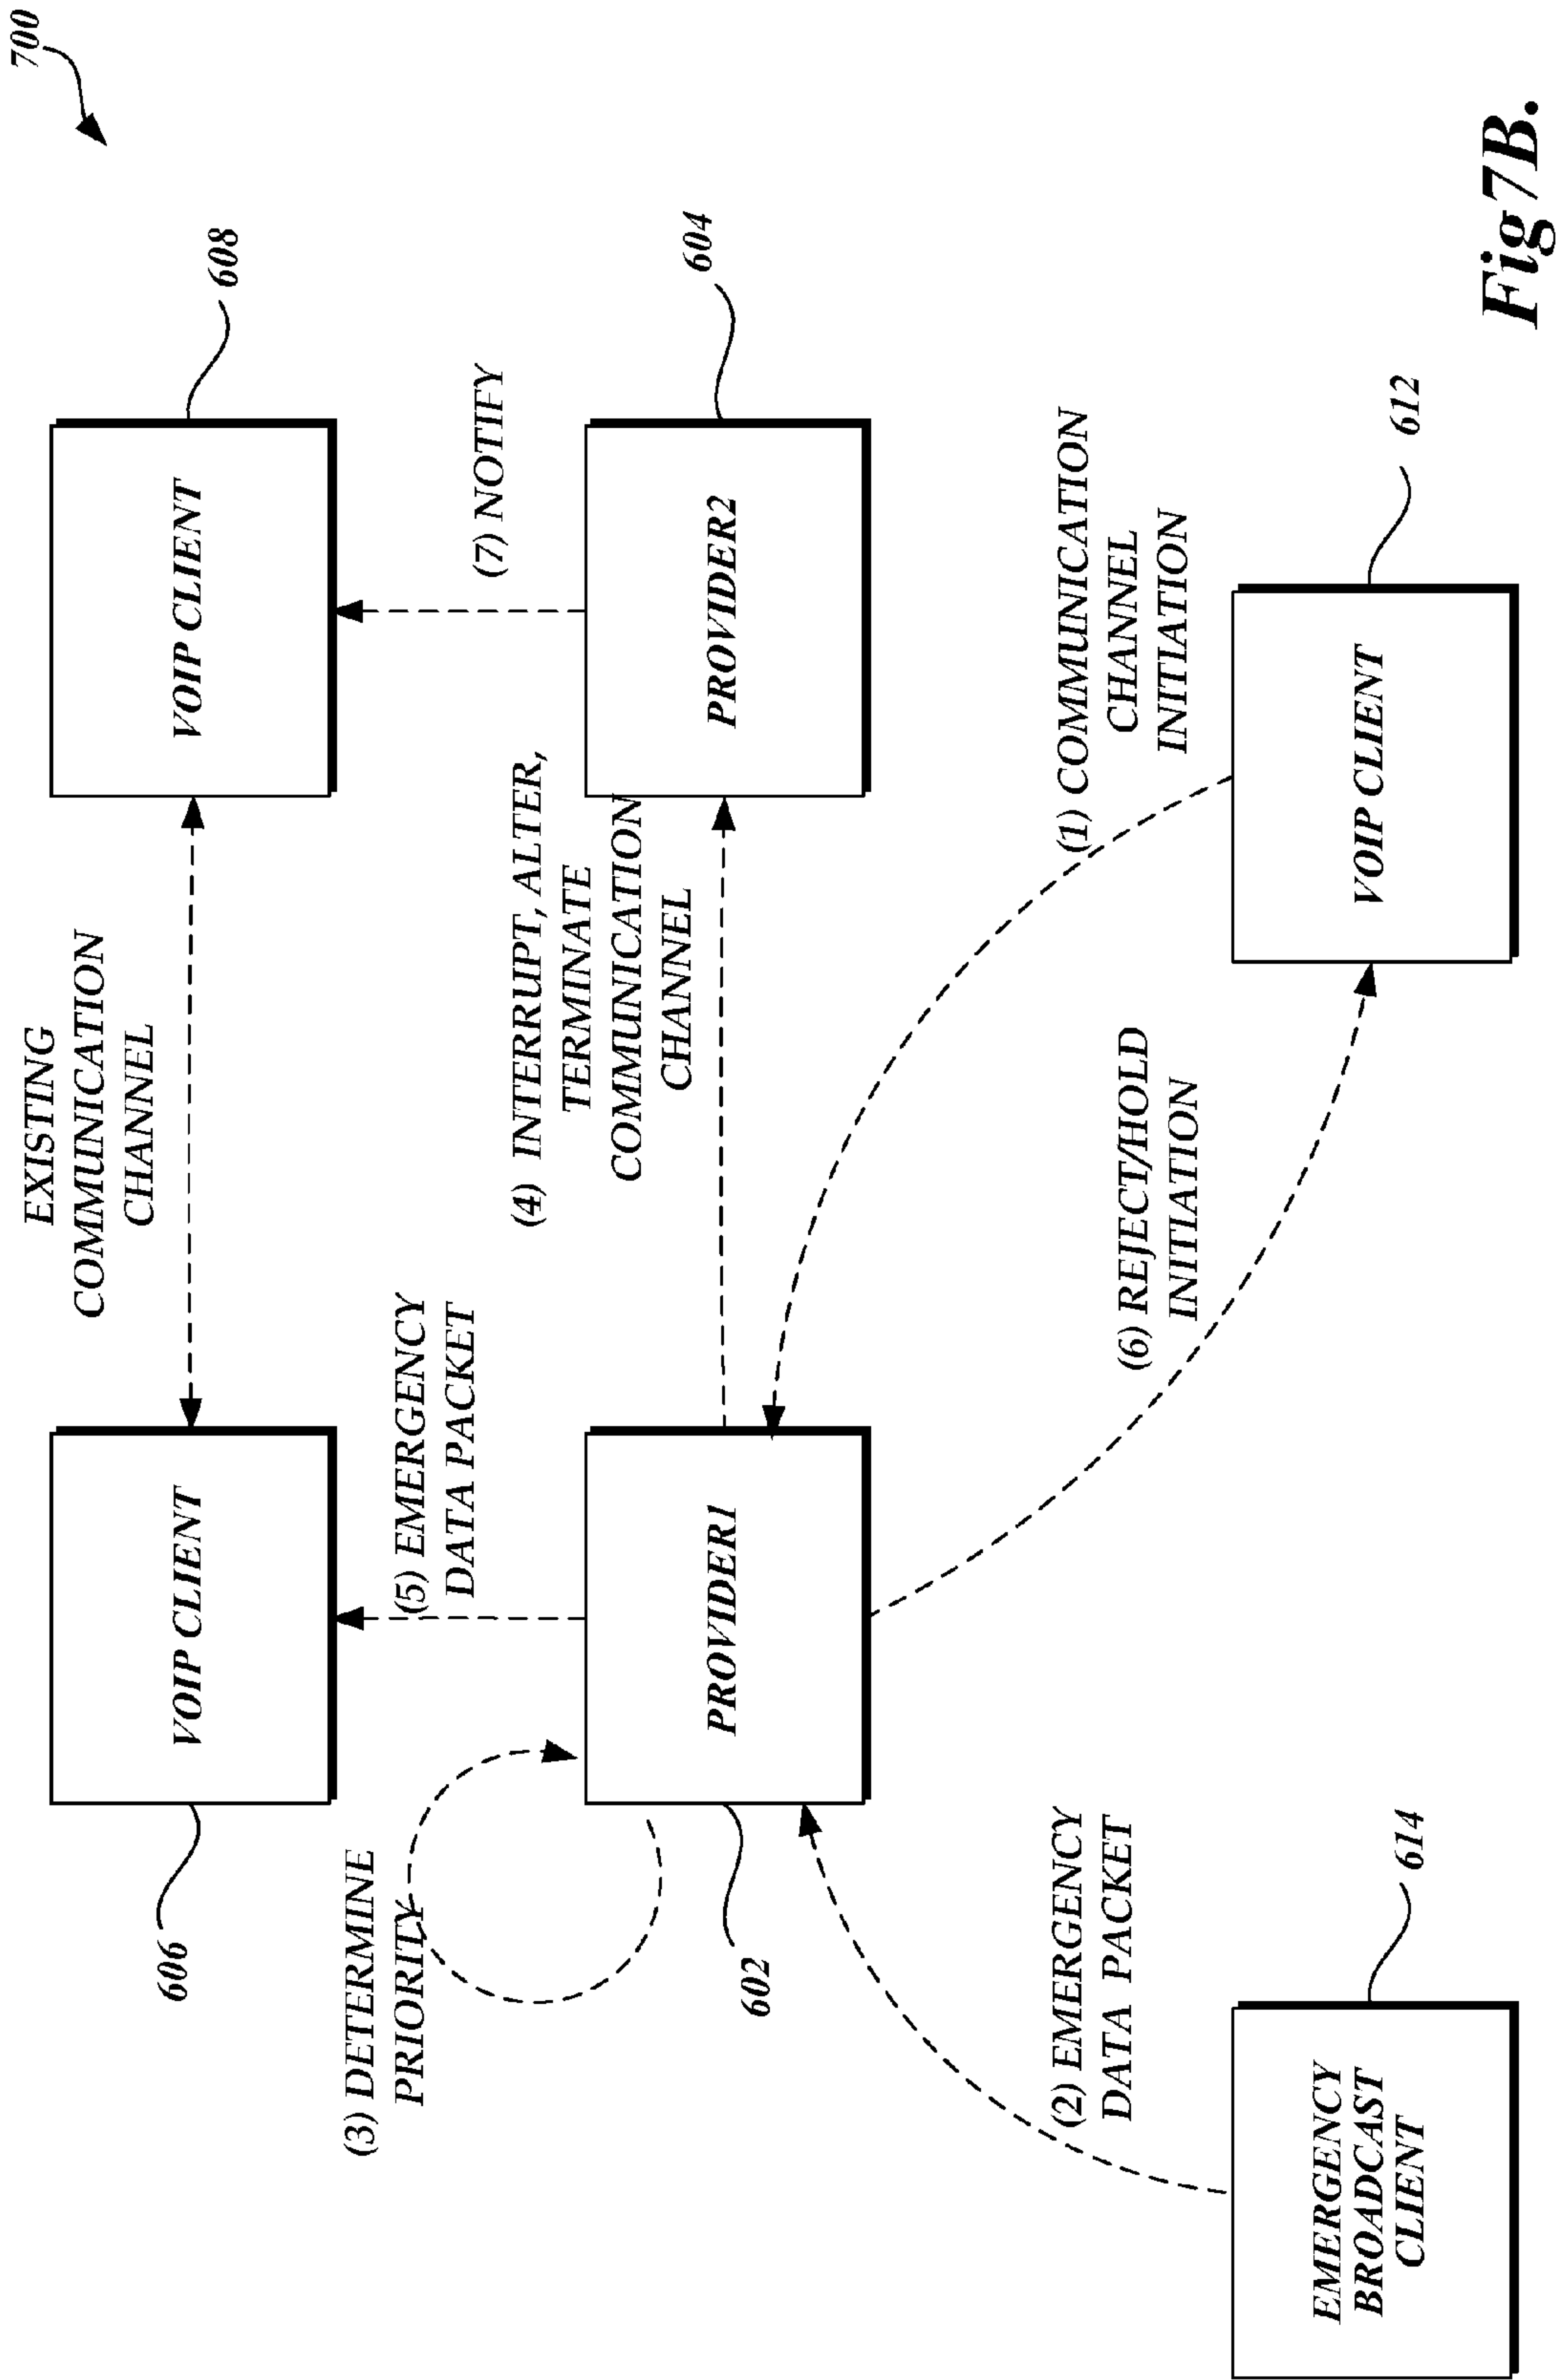 700
EXISTING
COMMUNICATION
CHANNEL
606
VOIP CLIENT
VOIP CLIENT
608
(3) DETERMINE
PRIORITY
(5) EMERGENCY
DATA PACKET
(4) INTERRUPT, ALTER,
TERMINATE
COMMUNICATION
CHANNEL
(7) NOTIFY
602
PROVIDER1
PROVIDER2
604
(2) EMERGENCY
DATA PACKET
(6) REJECT/HOLD
INITIATION
(1) COMMUNICATION
CHANNEL
INITIATION
EMERGENCY
BROADCAST
CLIENT
614
VOIP CLIENT
612
Fig 7B.